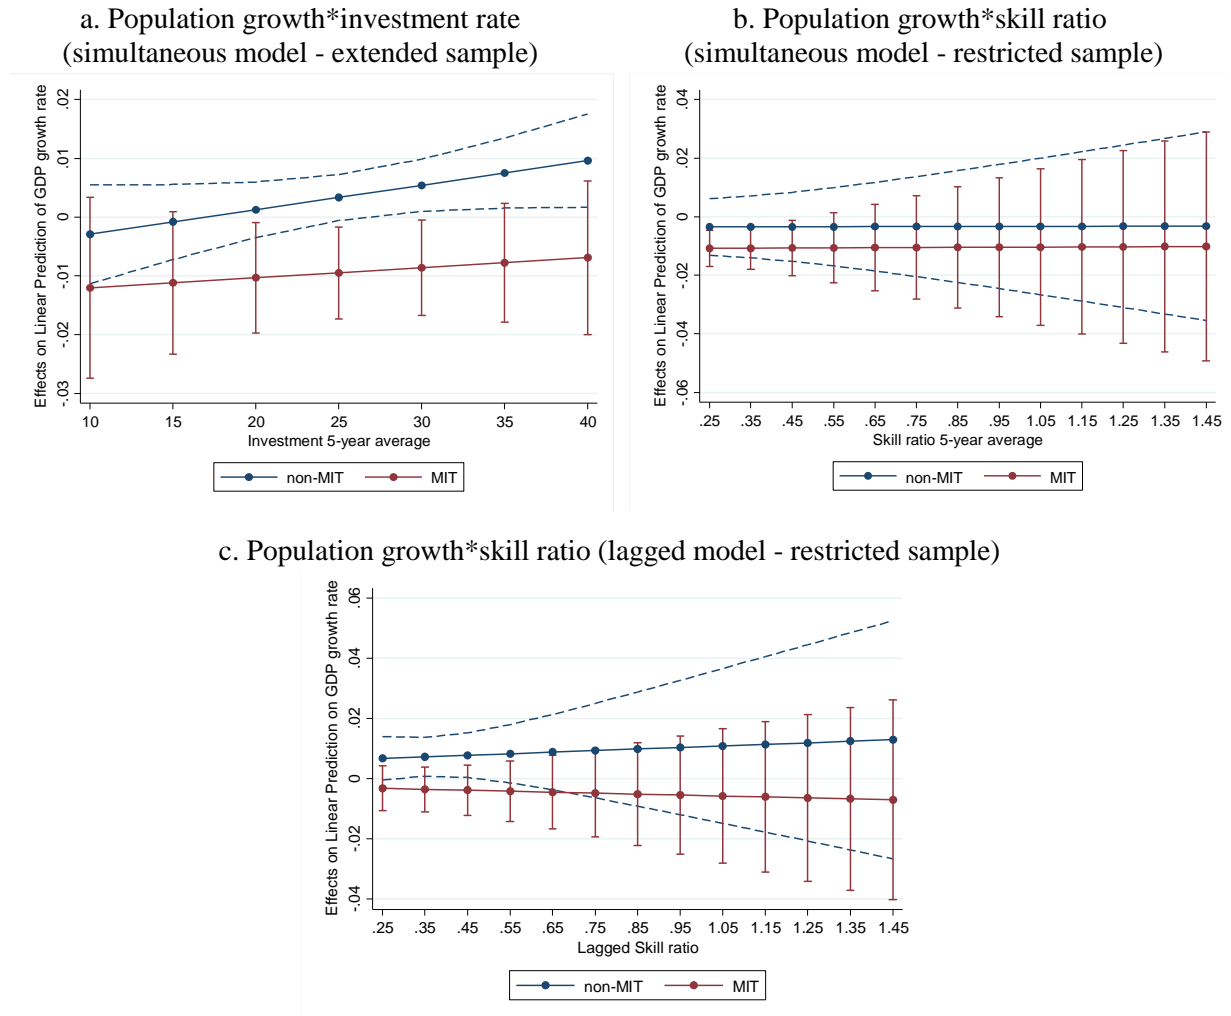 a. Population growth*investment rate
(simultaneous model - extended sample)
Effects on Linear Prediction of GDP growth rate
.02
.01
0
-.01
-.02
-.03
10 15 20 25 30 35 40
Investment 5-year average
non-MIT MIT
b. Population growth*skill ratio
(simultaneous model - restricted sample)
Effects on Linear Prediction of GDP growth rate
.04
.02
0
-.02
-.04
-.06
.25 .35 .45 .55 .65 .75 .85 .95 1.05 1.15 1.25 1.35 1.45
Skill ratio 5-year average
non-MIT MIT
c. Population growth*skill ratio (lagged model - restricted sample)
Effects on Linear Prediction on GDP growth rate
.06
.04
.02
0
-.02
-.04
.25 .35 .45 .55 .65 .75 .85 .95 1.05 1.15 1.25 1.35 1.45
Lagged Skill ratio
non-MIT MIT